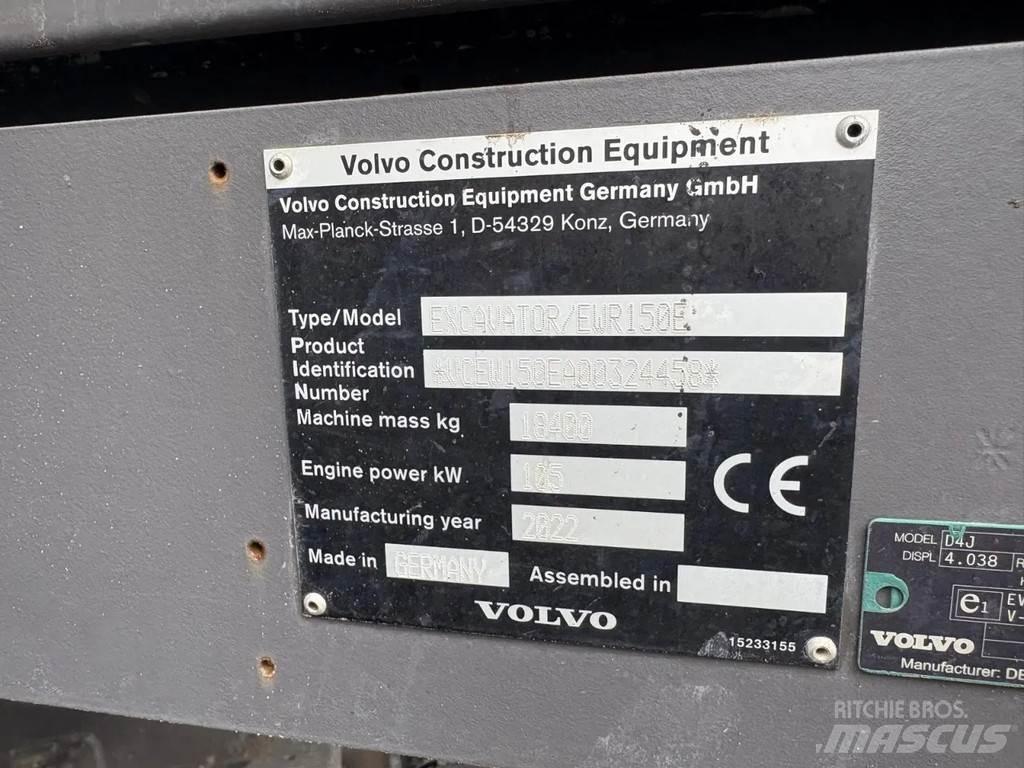 Volvo Construction Equipment
Volvo Construction Equipment Germany GmbH
Max-Planck-Strasse 1, D-54329 Konz, Germany
Type/Model EXCAVATOR/EWR150E
Product
Identification
Number
*VCEW150EA00324458*
Machine mass kg 18400
Engine power kW 105
Manufacturing year 2022
Made in GERMANY Assembled in
VOLVO
15233155
MODEL D4J
DISPL 4.038
e1
VOLVO
Manufacturer:
RITCHIE BROS.
MASCUS